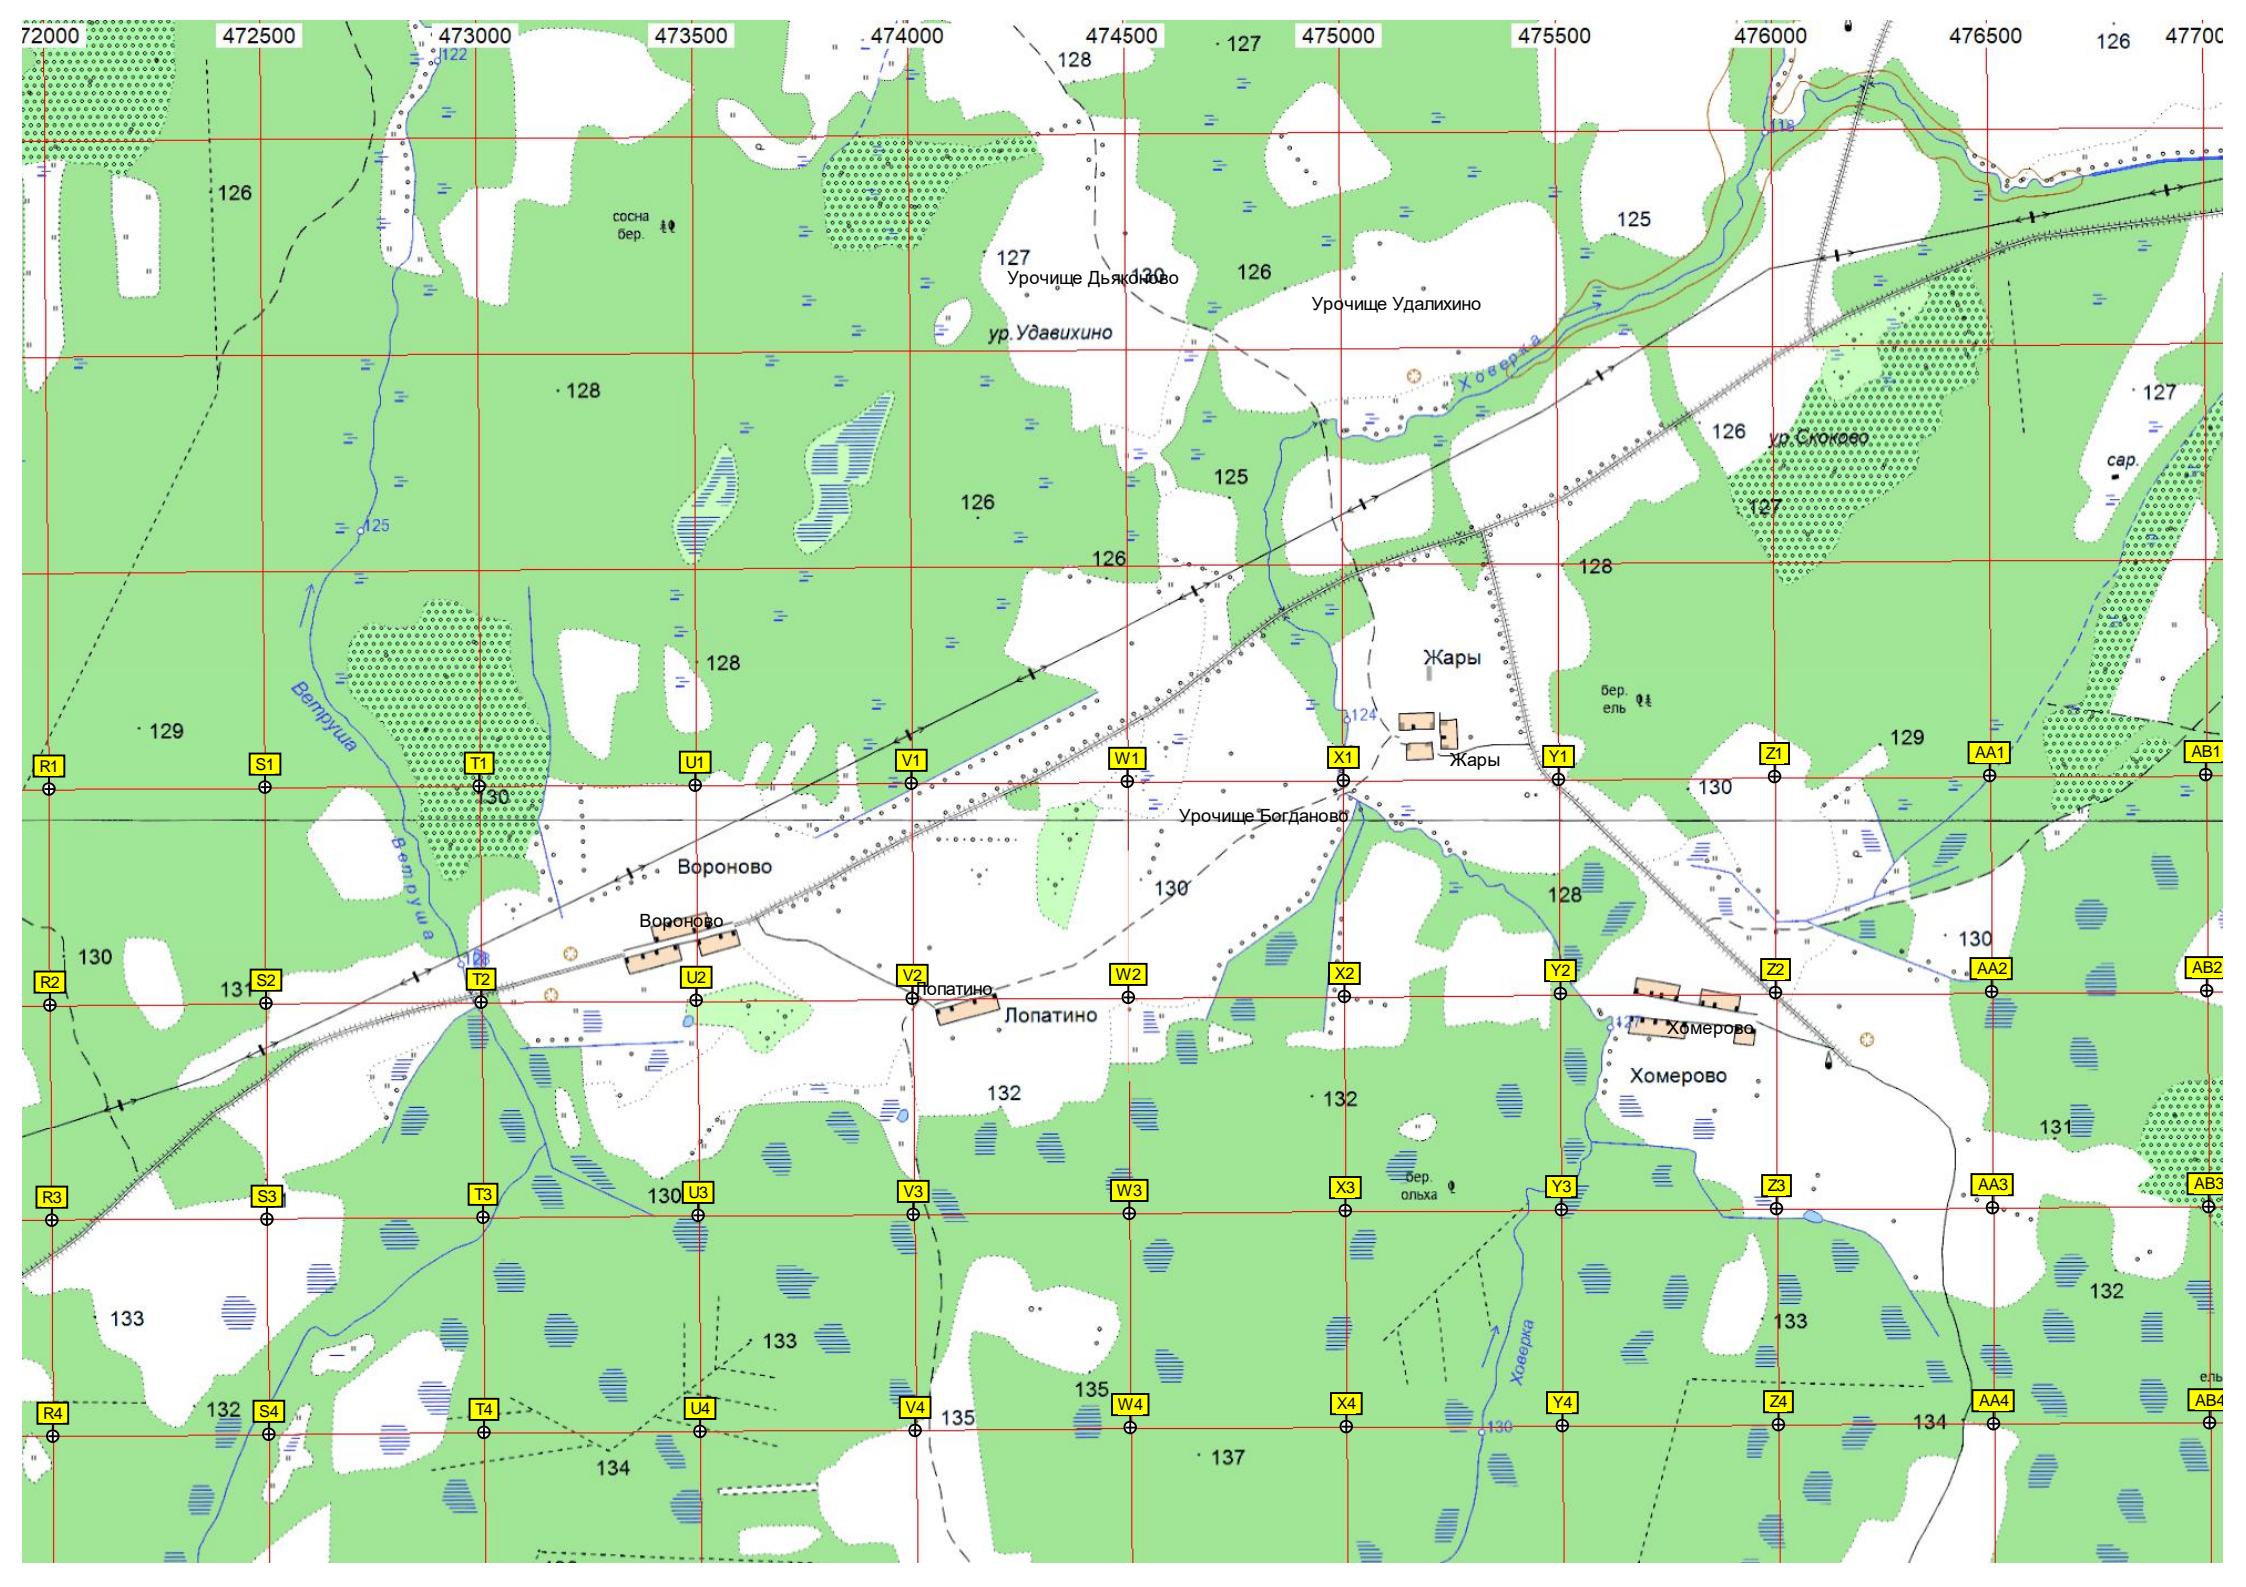 72000 472500 473000 473500 474000 474500 475000 475500 476000 476500 47700
122
128
127
126
118
126
сосна
бер.
125
127
130
126
Урочище Дьяконово
Урочище Удалихино
ур.Удавихино
Ховерка
128
127
126
ур.Скоково
сар.
125
126
127
125
126
128
Жары
128
бер.
ель
Ветруша
129
124
129
Жары
R1 S1 T1 U1 V1 W1 X1 Y1 Z1 AA1 AB1
130
Урочище Богданово
Ветруша
Вороново
130
128
Вороново
130
130
131
R2 S2 T2 U2 V2 W2 X2 Y2 Z2 AA2 AB2
Лопатино
Лопатино
127
Хомерово
Хомерово
132
132
131
бер.
ольха
130
R3 S3 T3 U3 V3 W3 X3 Y3 Z3 AA3 AB3
132
133
133
133
Ховерка
135
ель
132
R4 S4 T4 U4 V4 W4 X4 Y4 Z4 AA4 AB4
135
134
130
137
134